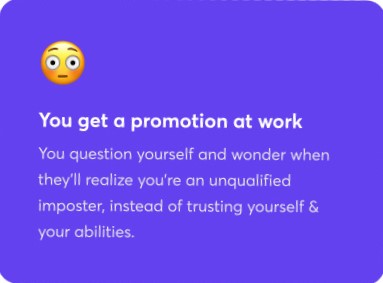 You get a promotion at work
You question yourself and wonder when
they'll realize you're an unqualified
imposter, instead of trusting yourself &
your abilities.